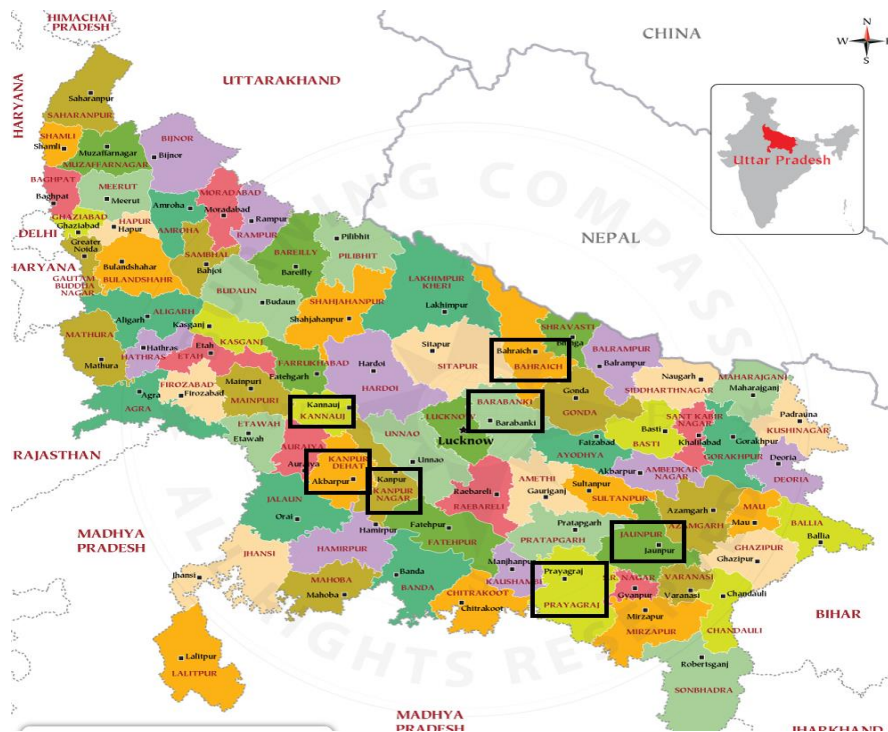 HIMACHAL
PRADESH
CHINA
N
W
E
S
UTTARAKHAND
HARYANA
Saharanpur
SAHARANPUR
SHAMLI
Shamli
Muzaffarnagar
MUZAFFARNAGAR
BIJNOR
Bijnor
Uttar Pradesh
BAGHPAT
Baghpat
MEERUT
Meerut
MORADABAD
Moradabad
Amroha
AMROHA
Rampur
RAMPUR
GHAZIABAD
Ghaziabad
HAPUR
Hapur
DELHI
Greater
Noida
HARYANA
GAUTAM
BUDDHA
NAGAR
Bulandshahar
BULANDSHAHR
SAMBHAL
Bahjoi
BAREILLY
Bareilly
Pilibhit
PILIBHIT
NEPAL
BUDAUN
Budaus
SHAHJAHANPUR
Shahjahanpur
LAKHIMPUR
KHERI
Lakhimpur
ALIGARH
Aligarh
Kasganj
KASGANJ
MATHURA
Mathura
Hathras
HATHRAS
Etah
ETAH
FARRUKHABAD
Fatehgarh
Hardoi
HARDOI
Sitapur
SITAPUR
Bahraich
BAHRAICH
SHRAVASTI
BALRAMPUR
Balrampur
AGRA
Agra
FIROZABAD
Firozabad
Mainpuri
MAINPURI
Kannauj
KANNAUJ
BARABANKI
Barabanki
Gonda
GONDA
Naugarh
SIDDHARTHNAGAR
MAHARAJGANJ
Maharajganj
Padrauna
KUSHINAGAR
ETAWAH
Etawah
AURAIYA
Auraiya
KANPUR
DEHAT
Akbarpur
UNNAO
Unnao
LUCKNOW
Lucknow
Faizabad
AYODHYA
Basti
BASTI
SANT KABIR
NAGAR
Khalilabad
Gorakhpur
GORAKHPUR
Deoria
DEORIA
RAJASTHAN
Kanpur
KANPUR
NAGAR
Raebareli
RAEBARELI
AMETHI
Gauriganj
Sultanpur
SULTANPUR
Akbarpur
AMBEDKAR
NAGAR
JALAUN
Orai
Azamgarh
AZAMGARH
MAU
Mau
BALLIA
Ballia
MADHYA
PRADESH
JHANSI
Jhansi
Hamirpur
HAMIRPUR
Fatehpur
FATEHPUR
Pratapgarh
PRATAPGARH
JAUNPUR
Jaunpur
GHAZIPUR
Ghazipur
MAHOBA
Mahoba
Banda
BANDA
Manjhanpur
KAUSHAMBI
CHITRAKOOT
Chitrakoot
Prayagraj
PRAYAGRAJ
NAGAR
Gyanpur
VARANASI
Varanasi
Chandauli
CHANDAULI
Mirzapur
MIRZAPUR
BIHAR
Lalitpur
LALITPUR
Robertsganj
SONBHADRA
MADHYA
PRADESH
JHARKHAND